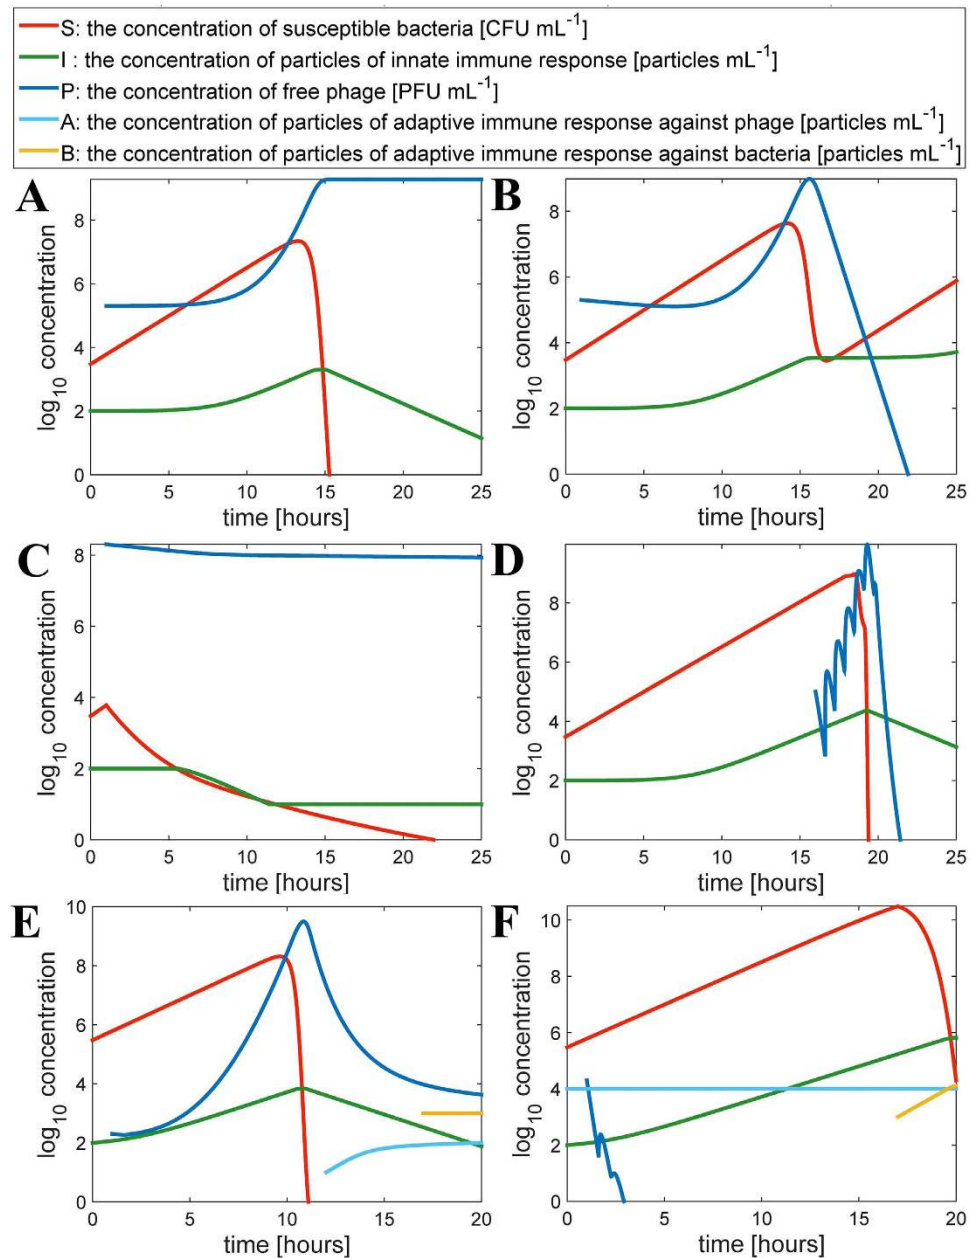 S: the concentration of susceptible bacteria [CFU mL⁻¹]
I : the concentration of particles of innate immune response [particles mL⁻¹]
P: the concentration of free phage [PFU mL⁻¹]
A: the concentration of particles of adaptive immune response against phage [particles mL⁻¹]
B: the concentration of particles of adaptive immune response against bacteria [particles mL⁻¹]
A
log₁₀ concentration
8
6
4
2
0
0 5 10 15 20 25
time [hours]
B
log₁₀ concentration
8
6
4
2
0
0 5 10 15 20 25
time [hours]
C
log₁₀ concentration
8
6
4
2
0
0 5 10 15 20 25
time [hours]
D
log₁₀ concentration
8
6
4
2
0
0 5 10 15 20 25
time [hours]
E
log₁₀ concentration
10
8
6
4
2
0
0 5 10 15 20
time [hours]
F
log₁₀ concentration
10
8
6
4
2
0
0 5 10 15 20
time [hours]